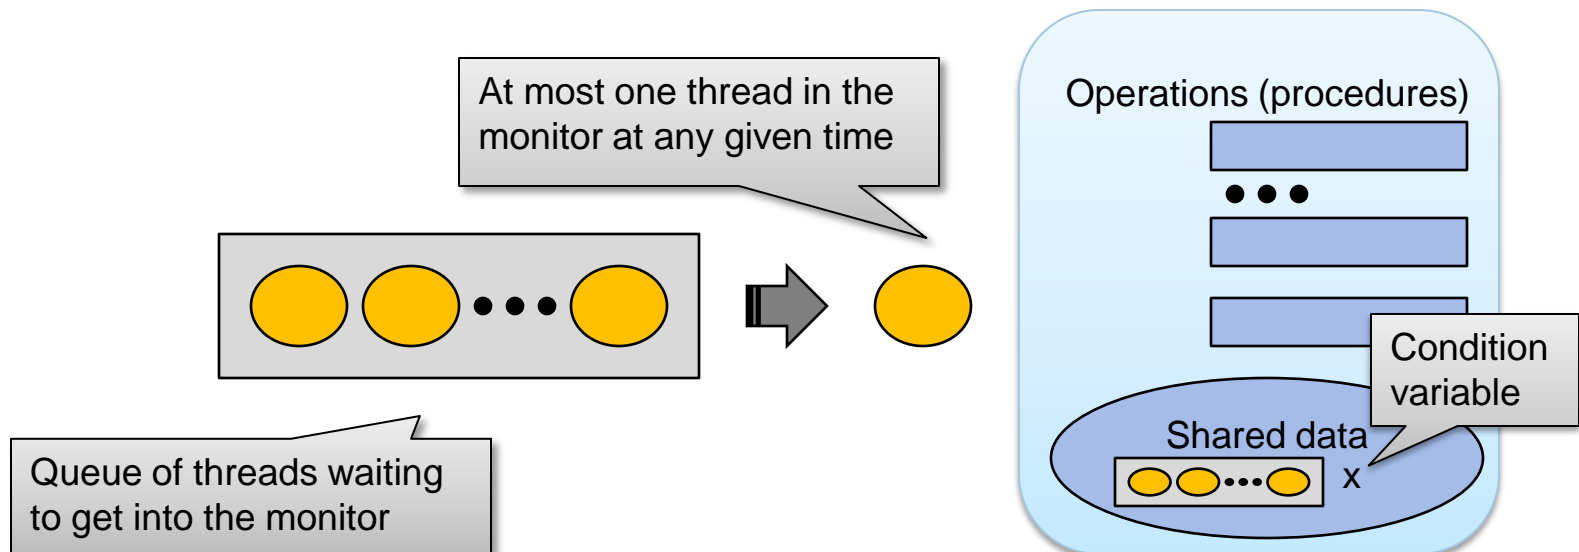 At most one thread in the
monitor at any given time
Operations (procedures)
Condition
variable
Shared data
x
Queue of threads waiting
to get into the monitor